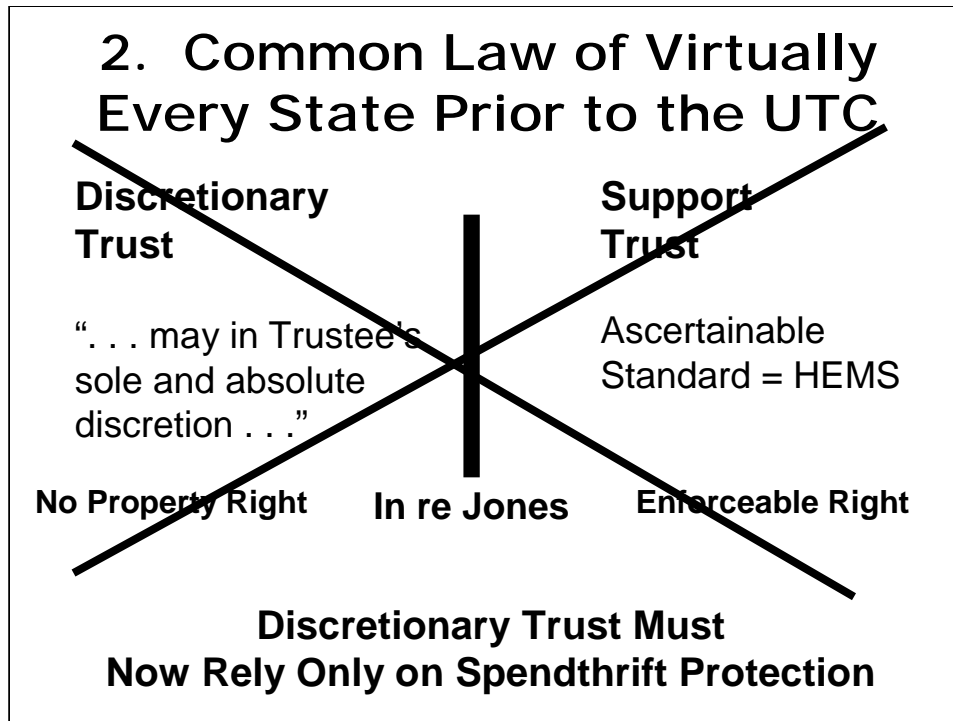 2. Common Law of Virtually
Every State Prior to the UTC
Discretionary
Trust
“. . . may in Trustee's
sole and absolute
discretion . . .”
No Property Right
In re Jones
Support
Trust
Ascertainable
Standard = HEMS
Enforceable Right
Discretionary Trust Must
Now Rely Only on Spendthrift Protection